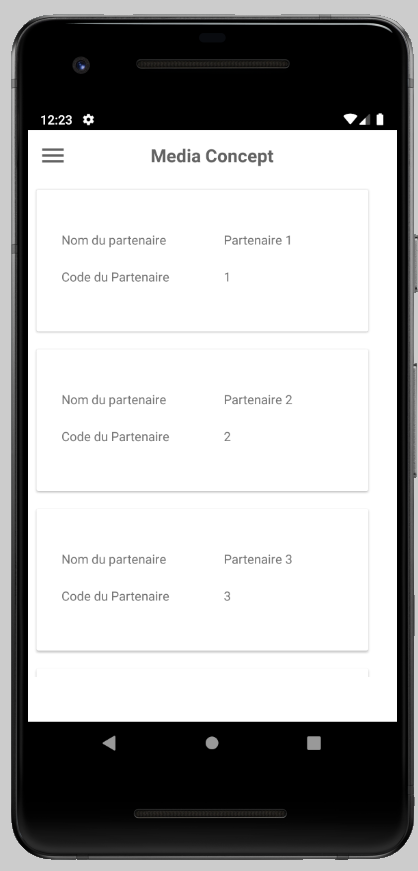 12:23
Media Concept
Nom du partenaire Partenaire 1
Code du Partenaire 1
Nom du partenaire Partenaire 2
Code du Partenaire 2
Nom du partenaire Partenaire 3
Code du Partenaire 3